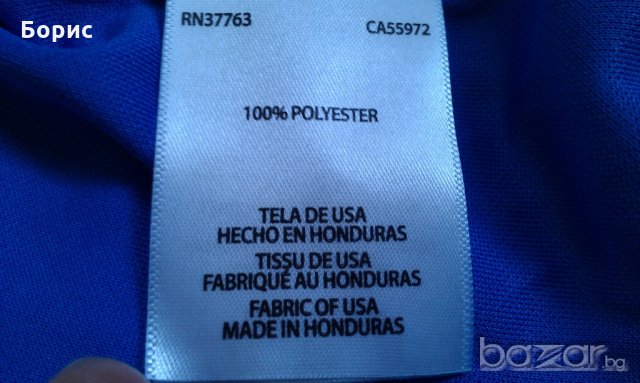 Борис
RN37763
CA55972
100% POLYESTER
TELA DE USA
HECHO EN HONDURAS
TISSU DE USA
FABRIQUÉ AU HONDURAS
FABRIC OF USA
MADE IN HONDURAS
bazar.bg